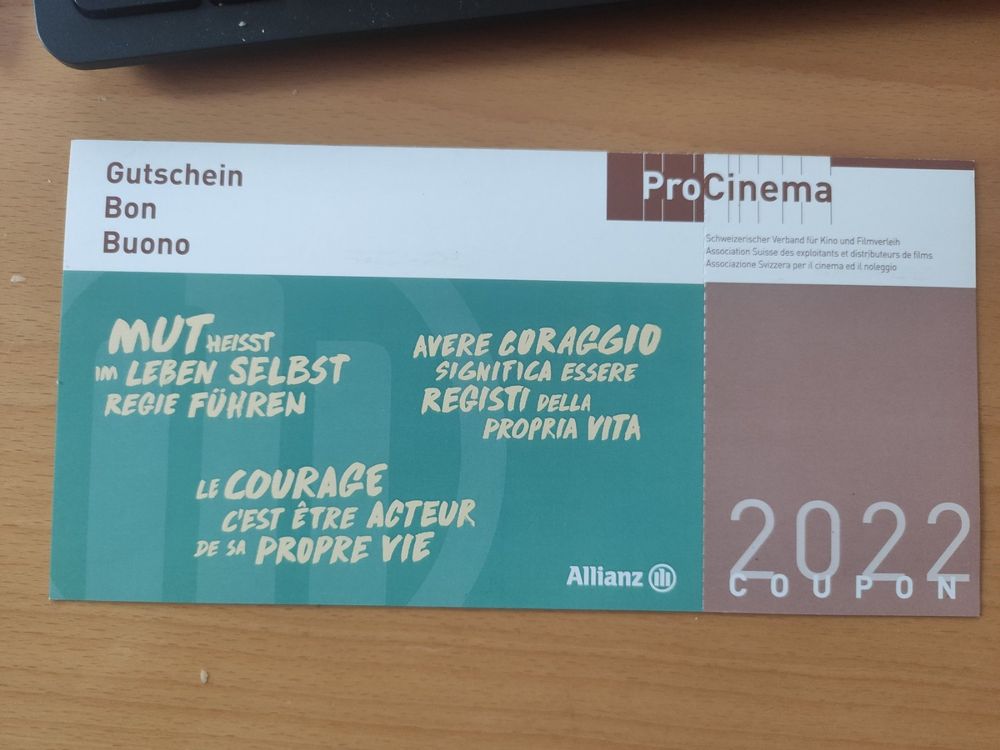 Gutschein
Bon
Buono
ProCinema
Schweizerischer Verband für Kino und Filmverleih
Association Suisse des exploitants et distributeurs de films
Associazione Svizzera per il cinema ed il noleggio
MUT HEISST
IM LEBEN SELBST
REGIE FÜHREN
AVERE CORAGGIO
SIGNIFICA ESSERE
REGISTI DELLA
PROPRIA VITA
LE COURAGE
C'EST ÊTRE ACTEUR
DE SA PROPRE VIE
Allianz
2022
COUPON